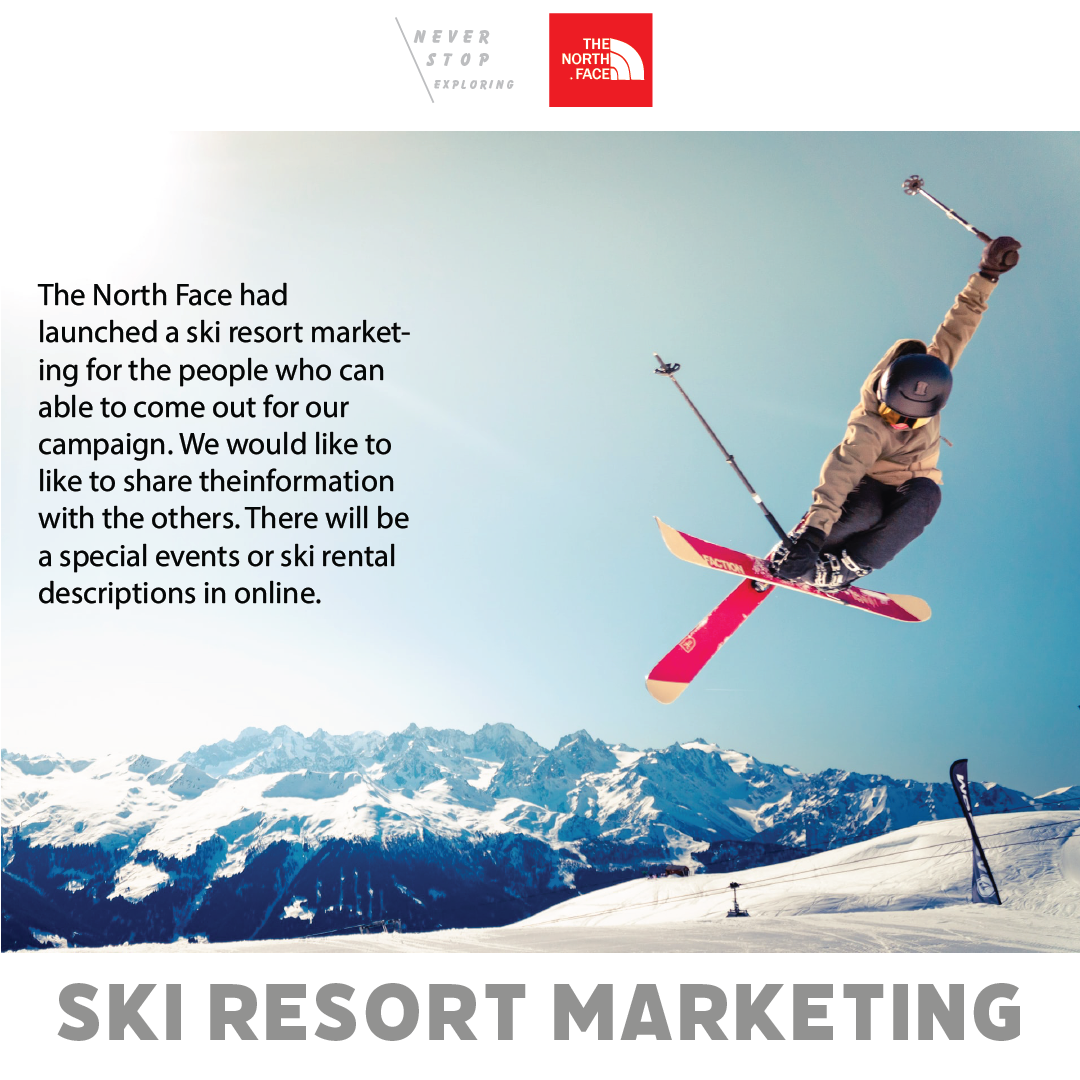 NEVER
STOP
EXPLORING
THE
NORTH
FACE
The North Face had
launched a ski resort market-
ing for the people who can
able to come out for our
campaign. We would like to
like to share theinformation
with the others. There will be
a special events or ski rental
descriptions in online.
FACTION
SKI RESORT MARKETING